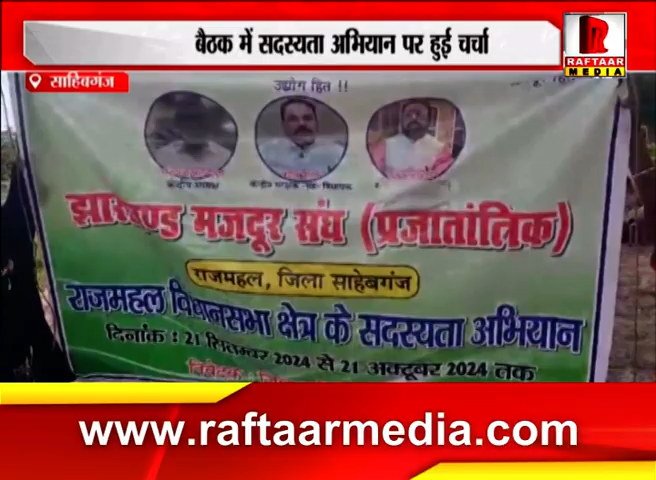 बैठक में सदस्यता अभियान पर हुई चर्चा
RAFTAAR
MEDIA
साहिबगंज
उद्योग हित !!
झारखण्ड मजदूर संघ (प्रजातांत्रिक)
राजमहल, जिला साहेबगंज
राजमहल विधानसभा क्षेत्र के सदस्यता अभियान
दिनांक : 21 सितम्बर 2024 से 21 अक्टूबर 2024 तक
www.raftaarmedia.com